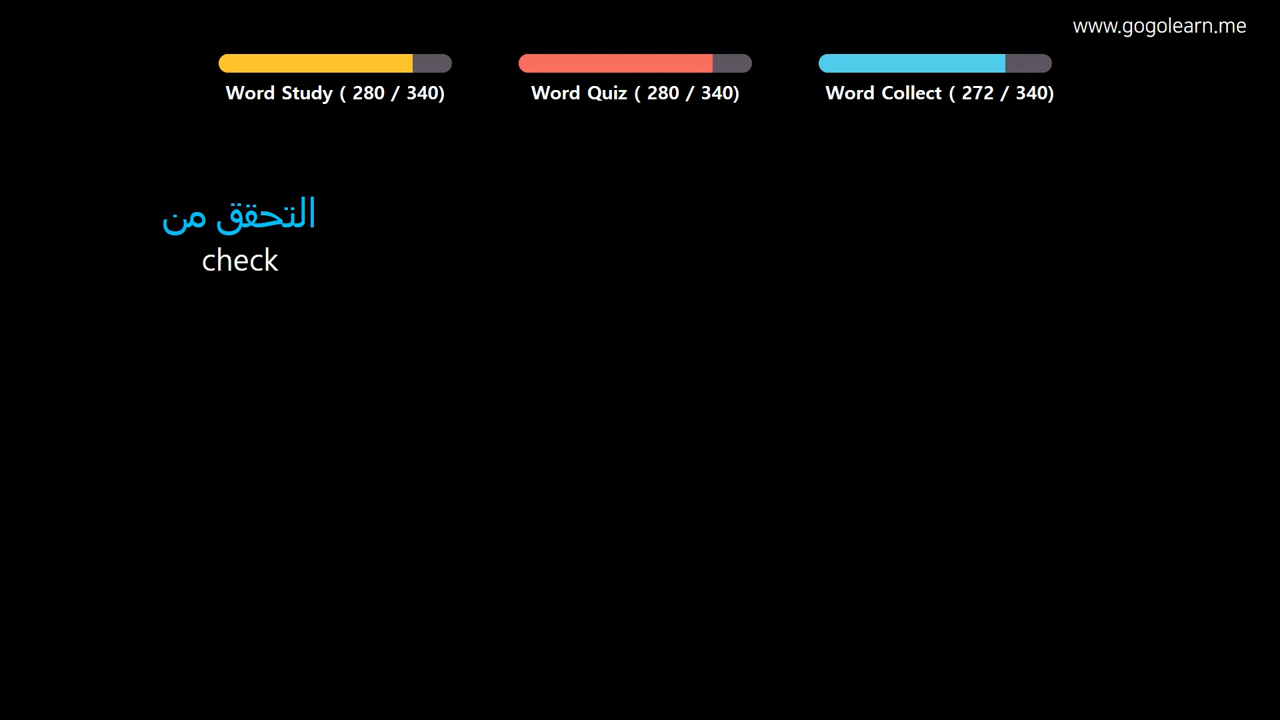 www.gogolearn.me
Word Study ( 280 / 340)
Word Quiz ( 280 / 340)
Word Collect ( 272 / 340)
التحقق من
check